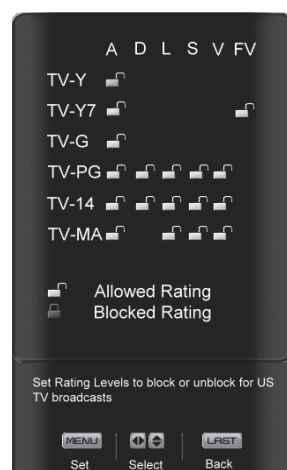 A D L S V FV
TV-Y
TV-Y7
TV-G
TV-PG
TV-14
TV-MA
Allowed Rating
Blocked Rating
Set Rating Levels to block or unblock for US
TV broadcasts
MENU LAST
Set Select Back